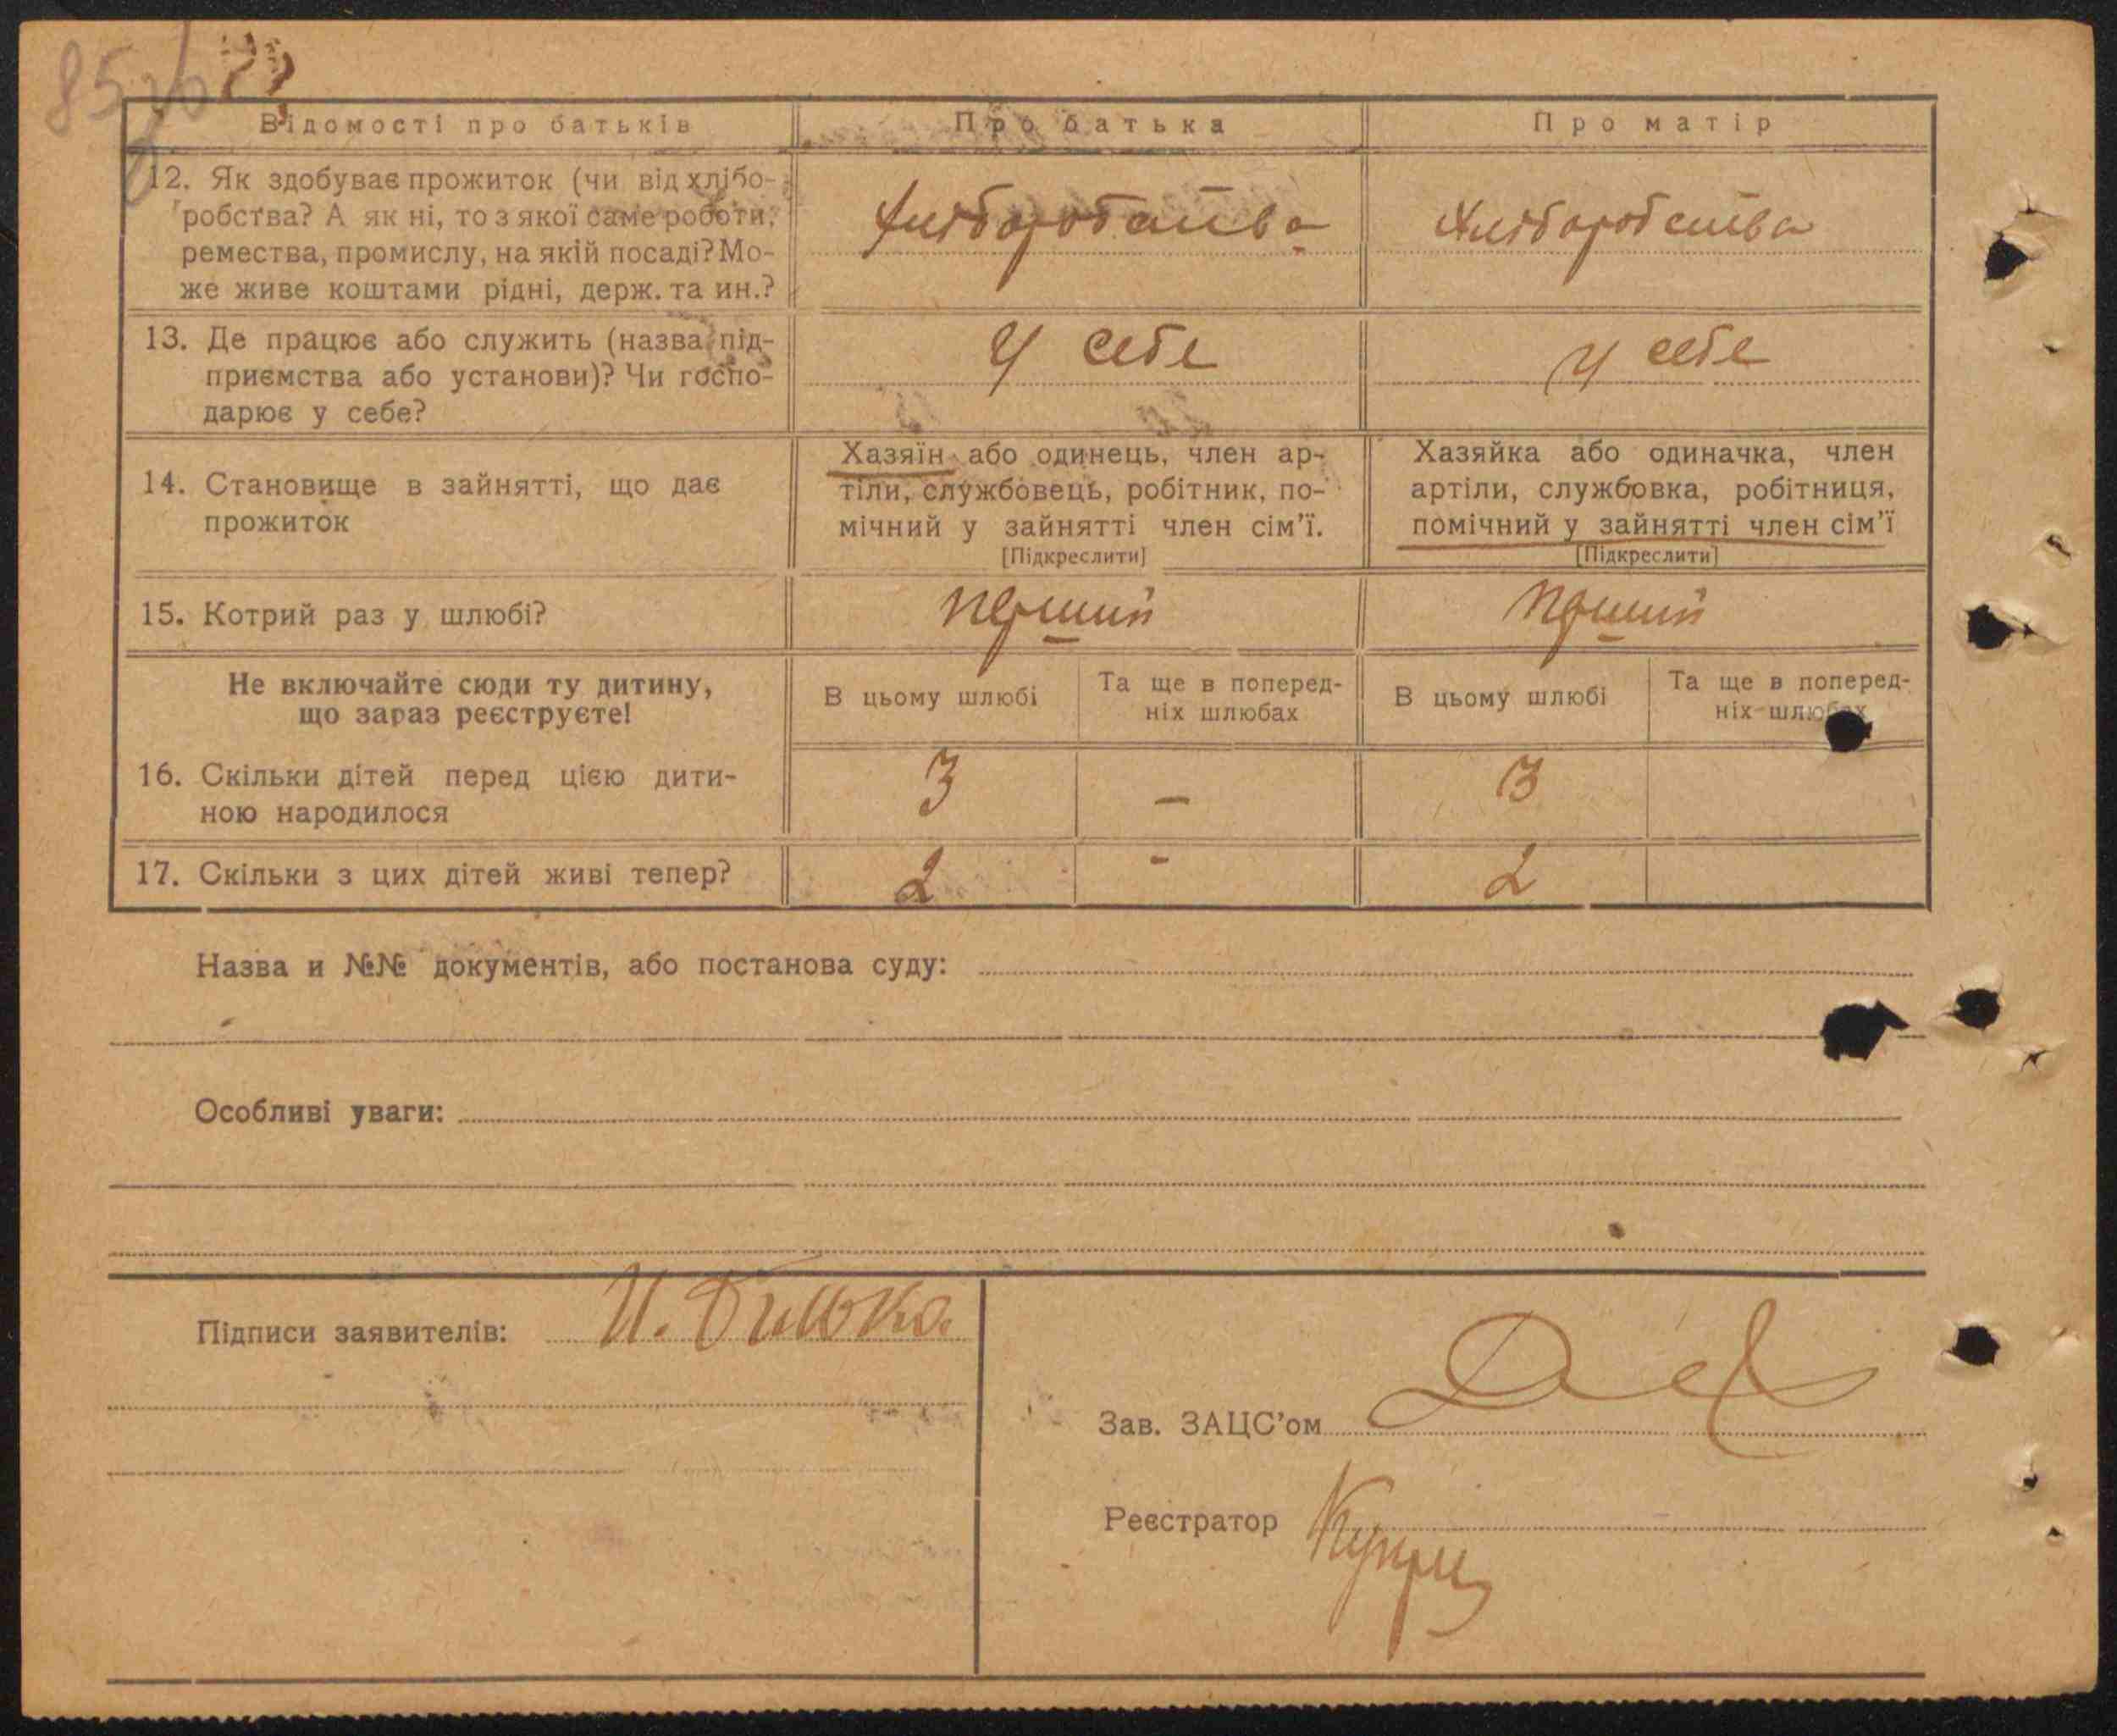 Відомості про батьків Про батька Про матір
12. Як здобуває прожиток (чи від хлібо-
робства? А як ні, то з якої саме роботи,
ремества, промислу, на якій посаді? Мо-
же живе коштами рідні, держ. та ин.?
хліборобства хліборобства
13. Де працює або служить (назва під-
приємства або установи)? Чи госпо-
дарює у себе?
у себе у себе
14. Становище в зайнятті, що дає
прожиток
Хазяїн або одинець, член ар-
тіли, службовець, робітник, по-
мічний у зайнятті член сім’ї.
[Підкреслити]
Хазяйка або одиначка, член
артіли, службовка, робітниця,
помічний у зайнятті член сім’ї
[Підкреслити]
15. Котрий раз у шлюбі? перший перший
Не включайте сюди ту дитину,
що зараз реєструєте!
В цьому шлюбі
Та ще в поперед-
ніх шлюбах
В цьому шлюбі
Та ще в поперед-
ніх шлюбах
16. Скільки дітей перед цією дити-
ною народилося
3 – 3
17. Скільки з цих дітей живі тепер? 2 - 2
Назва и №№ документів, або постанова суду:
Особливі уваги:
Підписи заявителів: И. Билька
Зав. ЗАЦС’ом
Реєстратор